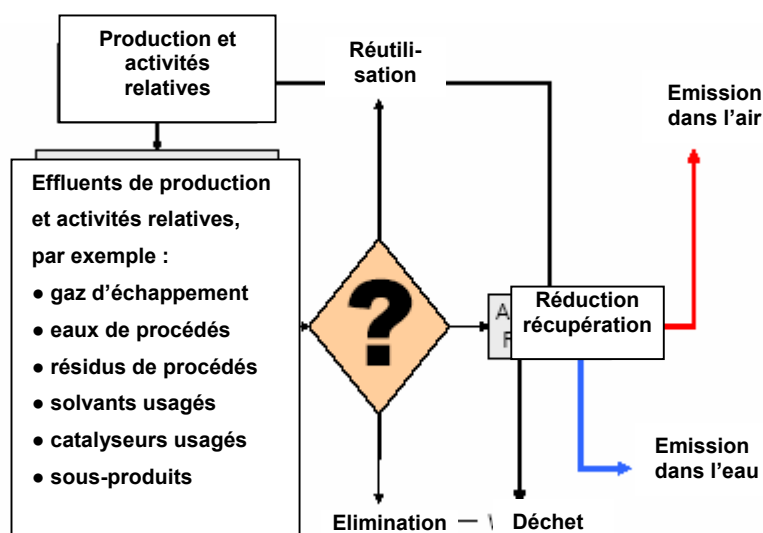 Production et
activités
relatives
Réutili-
sation
Emission
dans l’air
Effluents de production
et activités relatives,
par exemple :
● gaz d’échappement
● eaux de procédés
● résidus de procédés
● solvants usagés
● catalyseurs usagés
● sous-produits
?
Réduction
récupération
Emission
dans l’eau
Elimination
Déchet